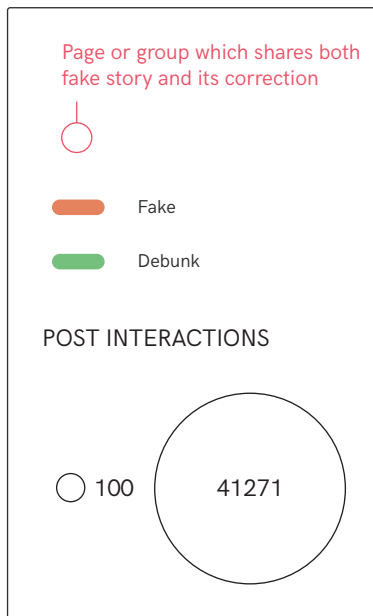 Page or group which shares both
fake story and its correction
Fake
Debunk
POST INTERACTIONS
100
41271